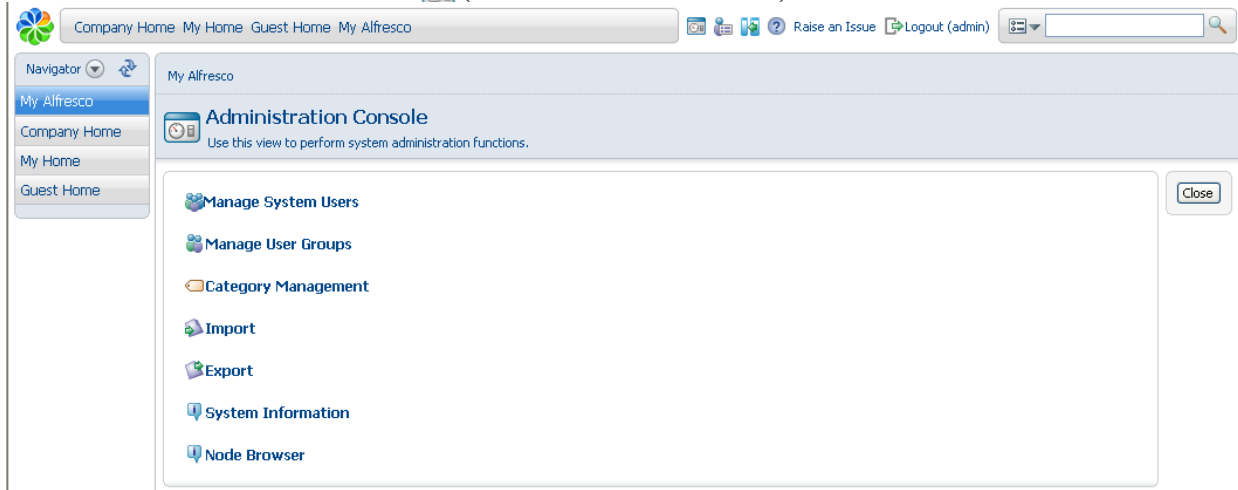 Company Home My Home Guest Home My Alfresco Raise an Issue Logout (admin)
Navigator
My Alfresco
Company Home
My Home
Guest Home
My Alfresco
Administration Console
Use this view to perform system administration functions.
Manage System Users
Manage User Groups
Category Management
Import
Export
System Information
Node Browser
Close